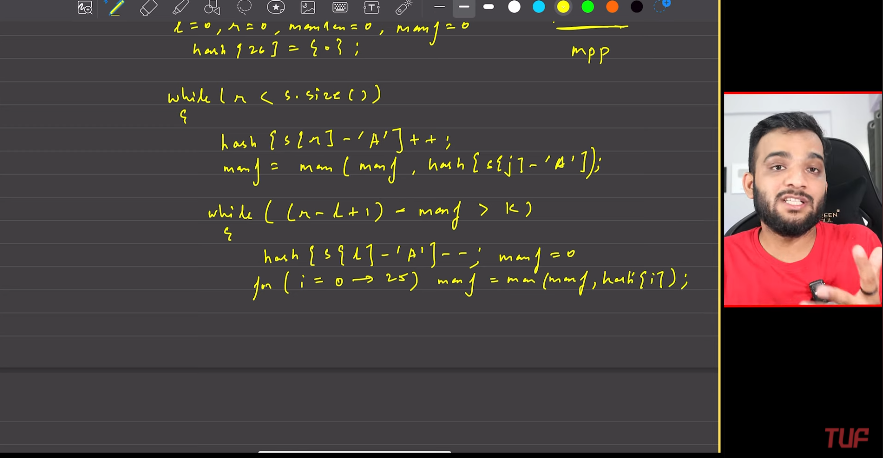 l = 0, r = 0, maxlen = 0, maxf = 0
hash[26] = {0};
mpp
while(r < s.size())
{
hash[s[r] - 'A']++;
maxf = max(maxf, hash[s[j] - 'A']);
while((r-l+1) - maxf > k)
{
hash[s[l] - 'A']--; maxf = 0
for(i = 0 → 25) maxf = max(maxf, hash[i]);
TUF